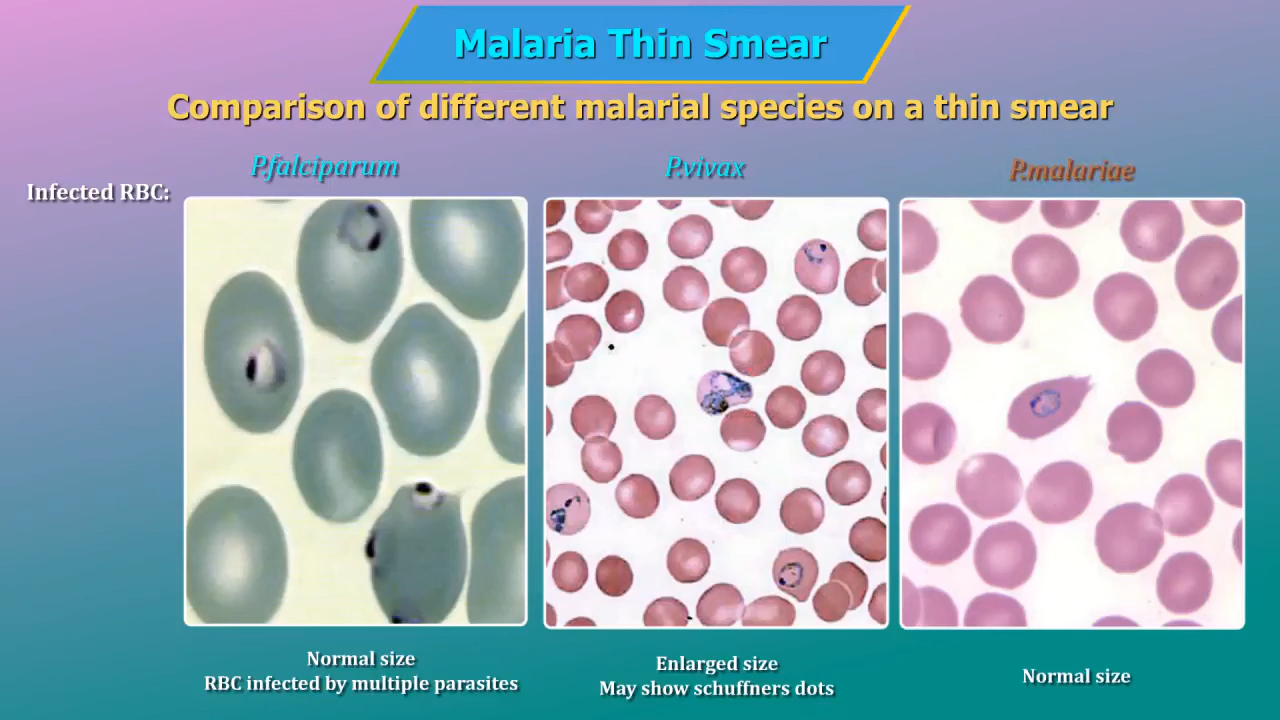 Malaria Thin Smear
Comparison of different malarial species on a thin smear
P.falciparum
P.vivax
P.malariae
Infected RBC:
Normal size
RBC infected by multiple parasites
Enlarged size
May show schuffners dots
Normal size